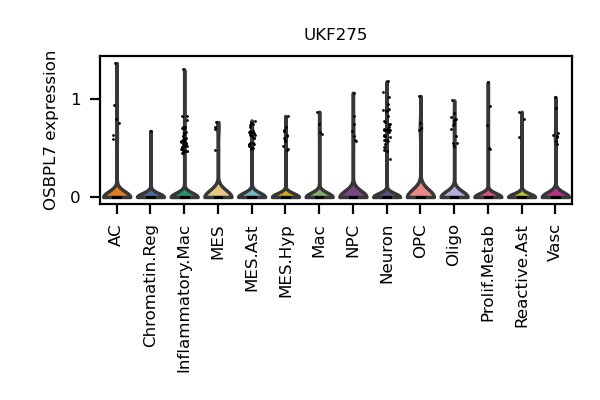 UKF275
OSBPL7 expression
1
0
AC
Chromatin.Reg
Inflammatory.Mac
MES
MES.Ast
MES.Hyp
Mac
NPC
Neuron
OPC
Oligo
Prolif.Metab
Reactive.Ast
Vasc